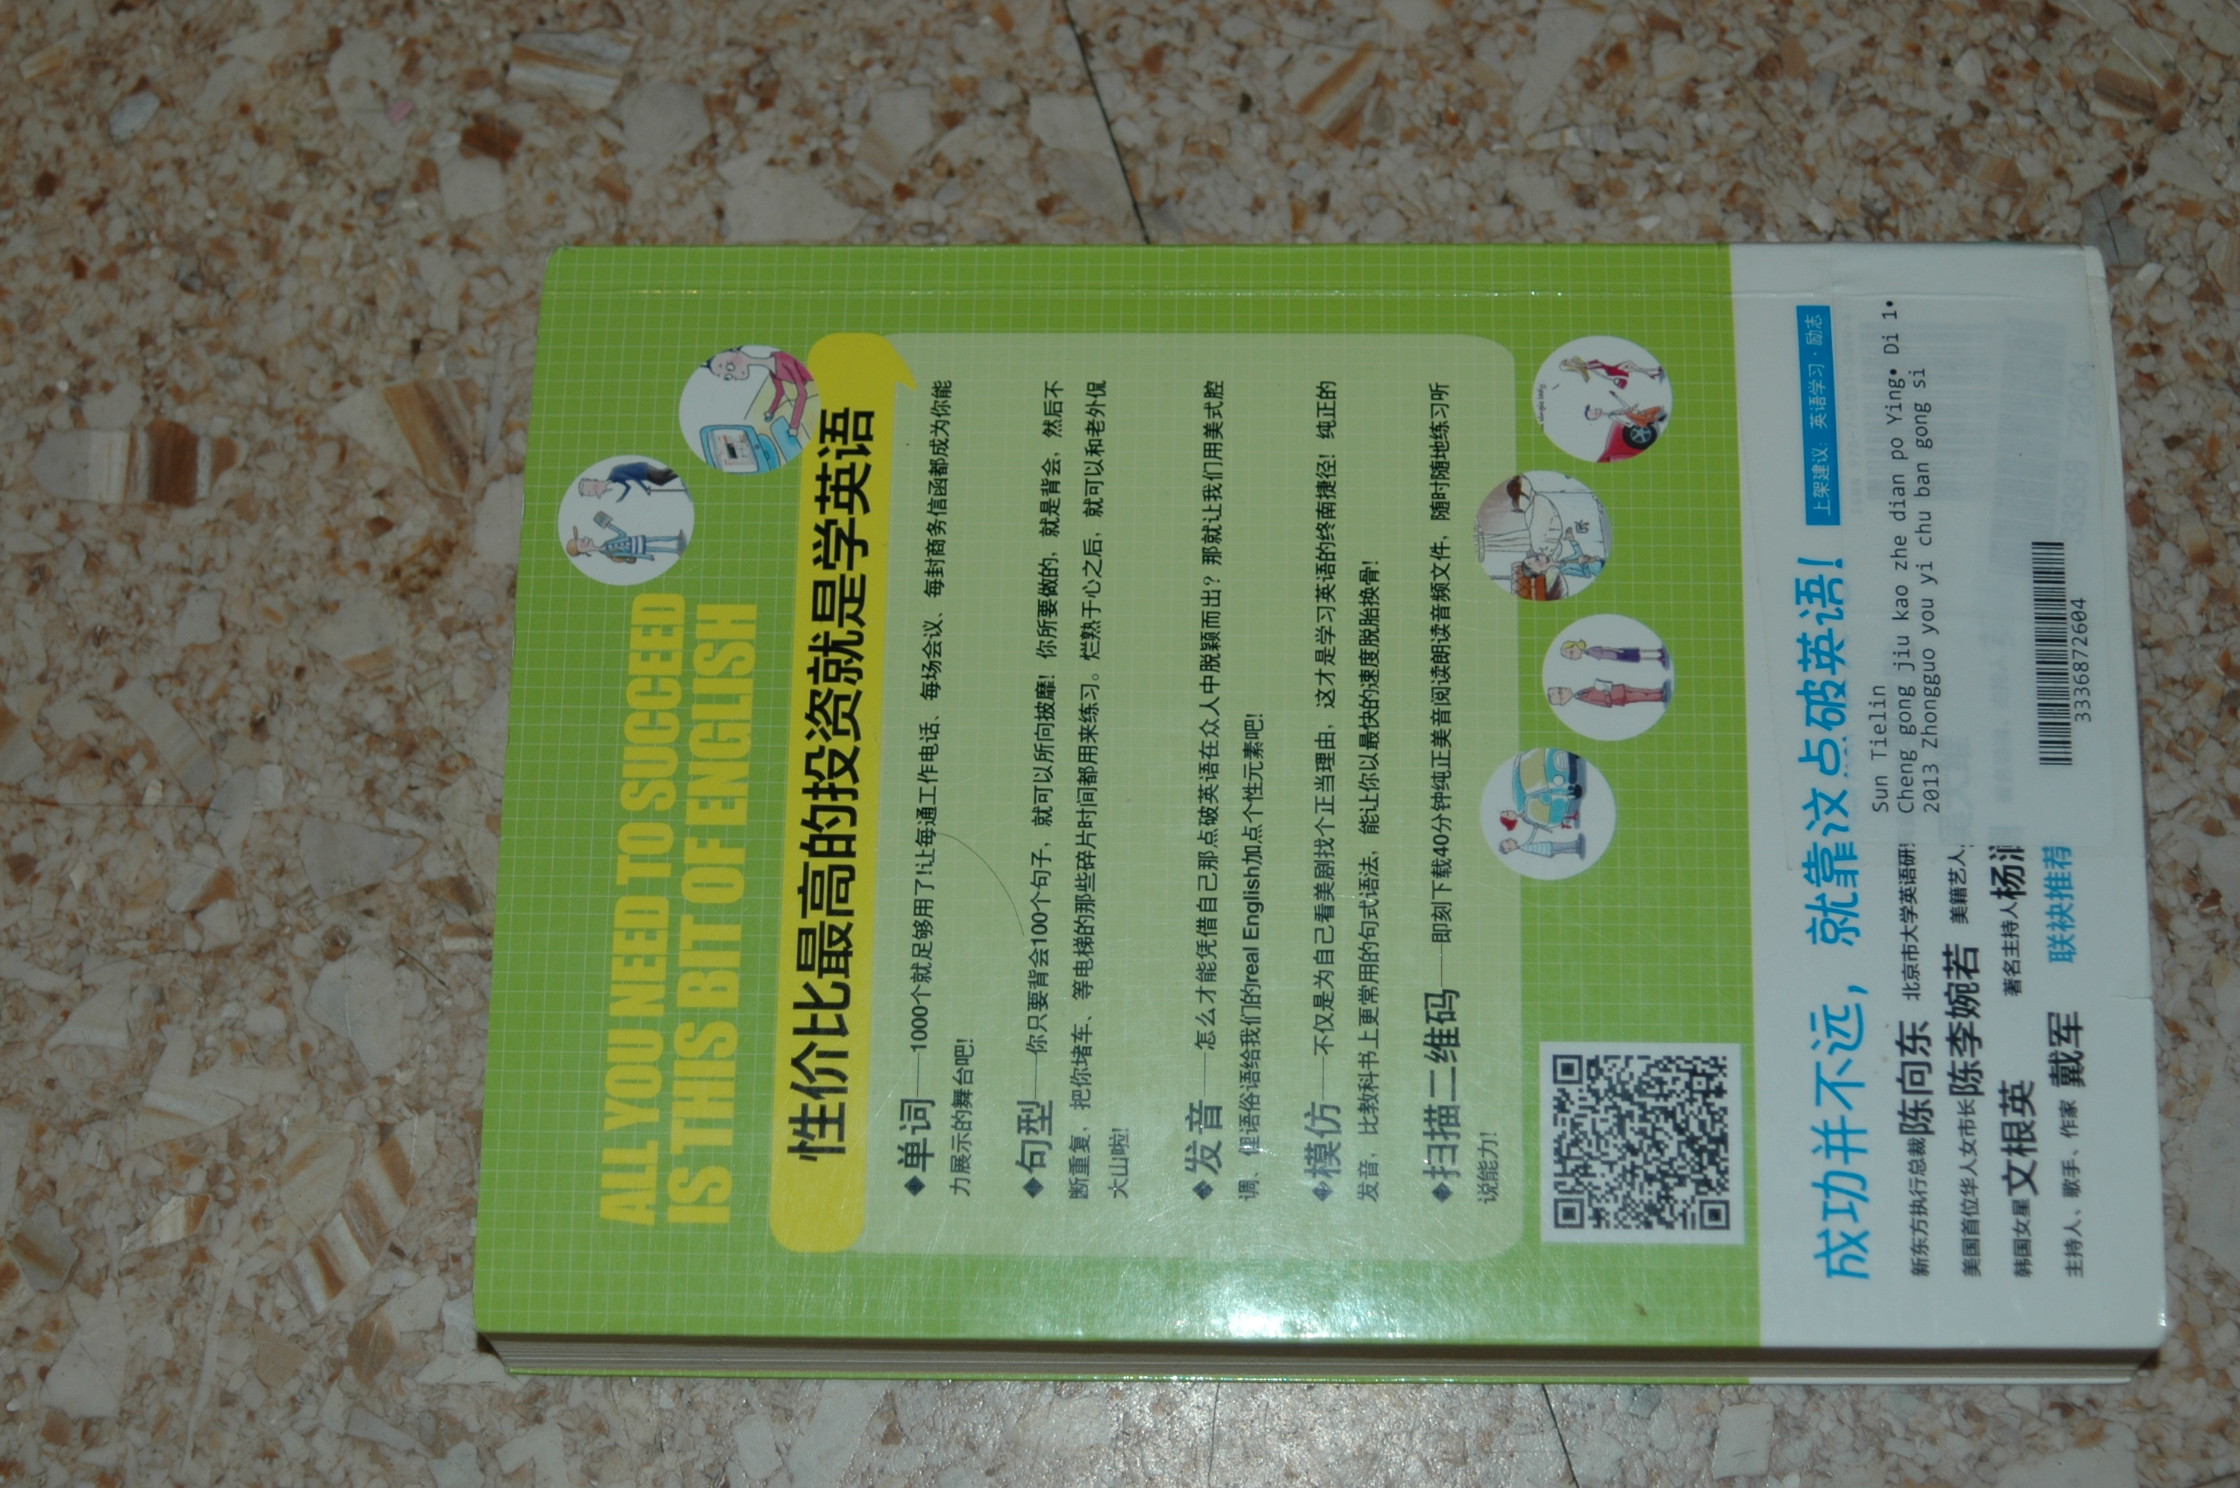 ALL YOU NEED TO SUCCEED
IS THIS BIT OF ENGLISH
性价比最高的投资就是学英语
◆单词——1000个就足够用了!让每通工作电话、每场会议、每封商务信函都成为你能
力展示的舞台吧!
◆句型——你只要背会100个句子，就可以所向披靡！你所要做的，就是背会，然后不
断重复，把你堵车、等电梯的那些碎片时间都用来练习。烂熟于心之后，就可以和老外侃
大山啦!
◆发音——怎么才能凭借自己那点破英语在众人中脱颖而出？那就让我们用美式腔
调、俚语俗语给我们的real English加点个性元素吧!
◆模仿——不仅是为自己看美剧找个正当理由，这才是学习英语的终南捷径！纯正的
发音，比教科书上更常用的句式语法，能让你以最快的速度脱胎换骨!
◆扫描二维码——即刻下载40分钟纯正美音阅读朗读音频文件，随时随地练习听
说能力!
single lady
成功并不远，就靠这点破英语!
上架建议：英语学习·励志
新东方执行总裁陈向东 北京市大学英语研
美国首位华人女市长陈李婉若 美籍艺人
韩国女星文根英 著名主持人杨
主持人、歌手、作家 戴军 联袂推荐
Sun Tielin
Cheng gong jiu kao zhe dian po Ying• Di 1•
2013 Zhongguo you yi chu ban gong si
3336872604